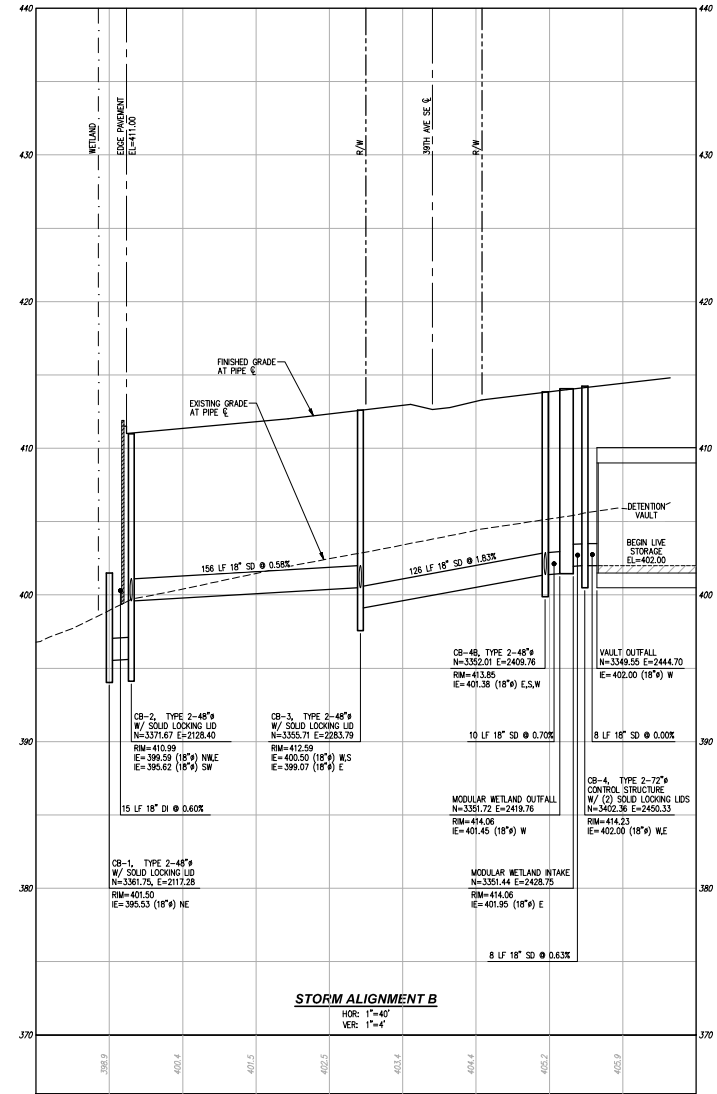 440
440
WETLAND
EDGE PAVEMENT
EL=411.00
R/W
39TH AVE SE ℄
R/W
430
430
420
420
FINISHED GRADE
AT PIPE ℄
EXISTING GRADE
AT PIPE ℄
410
410
DETENTION
VAULT
BEGIN LIVE
STORAGE
EL=402.00
156 LF 18" SD @ 0.58%
126 LF 18" SD @ 1.83%
400
400
CB-4B, TYPE 2-48"ø
N=3352.01 E=2409.76
RIM=413.85
IE=401.38 (18"ø) E,S,W
VAULT OUTFALL
N=3349.55 E=2444.70
IE=402.00 (18"ø) W
CB-2, TYPE 2-48"ø
W/ SOLID LOCKING LID
N=3371.67 E=2128.40
RIM=410.99
IE=399.59 (18"ø) NW,E
IE=395.62 (18"ø) SW
CB-3, TYPE 2-48"ø
W/ SOLID LOCKING LID
N=3355.71 E=2283.79
RIM=412.59
IE=400.50 (18"ø) W,S
IE=399.07 (18"ø) E
10 LF 18" SD @ 0.70%
8 LF 18" SD @ 0.00%
390
390
CB-4, TYPE 2-72"ø
CONTROL STRUCTURE
W/ (2) SOLID LOCKING LIDS
N=3402.36 E=2450.33
RIM=414.23
IE=402.00 (18"ø) W,E
MODULAR WETLAND OUTFALL
N=3351.72 E=2419.76
RIM=414.06
IE=401.45 (18"ø) W
15 LF 18" DI @ 0.60%
CB-1, TYPE 2-48"ø
W/ SOLID LOCKING LID
N=3361.75, E=2117.28
RIM=401.50
IE=395.53 (18"ø) NE
MODULAR WETLAND INTAKE
N=3351.44 E=2428.75
RIM=414.06
IE=401.95 (18"ø) E
380
380
8 LF 18" SD @ 0.63%
STORM ALIGNMENT B
HOR: 1"=40'
VER: 1"=4'
370
370
398.9
400.4
401.5
402.5
403.4
404.4
405.2
405.9